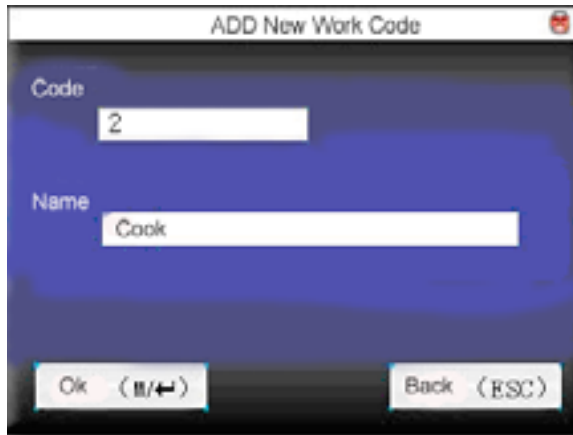 ADD New Work Code
Code
2
Name
Cook
Ok (M/↵) Back (ESC)